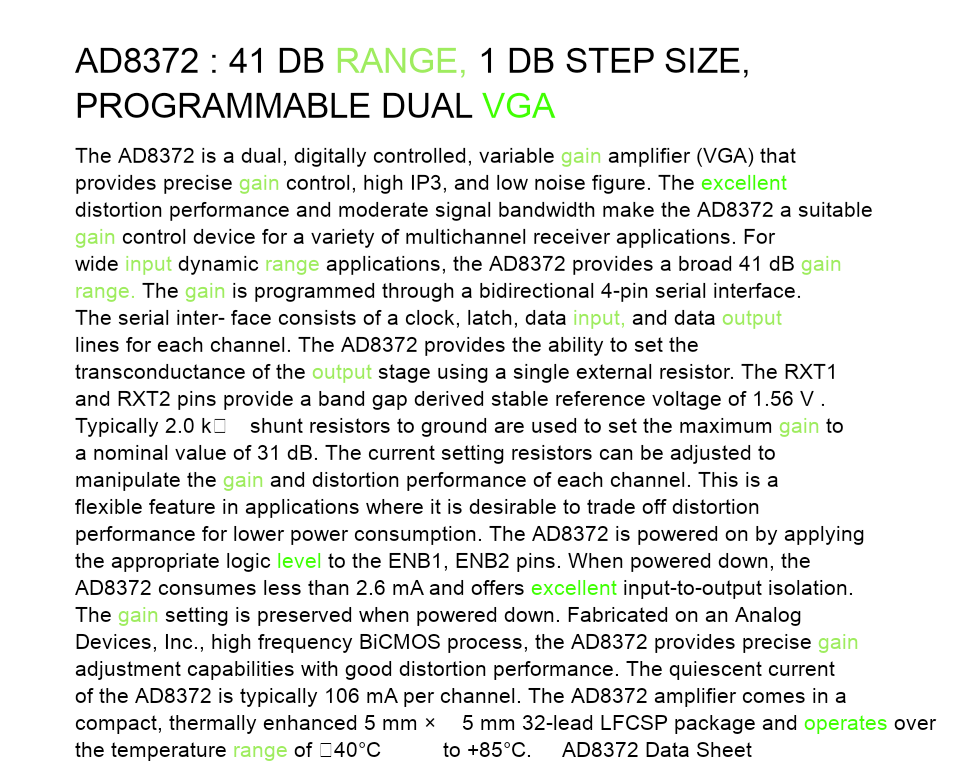 AD8372 : 41 DB RANGE, 1 DB STEP SIZE,
PROGRAMMABLE DUAL VGA
The AD8372 is a dual, digitally controlled, variable gain amplifier (VGA) that
provides precise gain control, high IP3, and low noise figure. The excellent
distortion performance and moderate signal bandwidth make the AD8372 a suitable
gain control device for a variety of multichannel receiver applications. For
wide input dynamic range applications, the AD8372 provides a broad 41 dB gain
range. The gain is programmed through a bidirectional 4-pin serial interface.
The serial inter- face consists of a clock, latch, data input, and data output
lines for each channel. The AD8372 provides the ability to set the
transconductance of the output stage using a single external resistor. The RXT1
and RXT2 pins provide a band gap derived stable reference voltage of 1.56 V .
Typically 2.0 k□ shunt resistors to ground are used to set the maximum gain to
a nominal value of 31 dB. The current setting resistors can be adjusted to
manipulate the gain and distortion performance of each channel. This is a
flexible feature in applications where it is desirable to trade off distortion
performance for lower power consumption. The AD8372 is powered on by applying
the appropriate logic level to the ENB1, ENB2 pins. When powered down, the
AD8372 consumes less than 2.6 mA and offers excellent input-to-output isolation.
The gain setting is preserved when powered down. Fabricated on an Analog
Devices, Inc., high frequency BiCMOS process, the AD8372 provides precise gain
adjustment capabilities with good distortion performance. The quiescent current
of the AD8372 is typically 106 mA per channel. The AD8372 amplifier comes in a
compact, thermally enhanced 5 mm × 5 mm 32-lead LFCSP package and operates over
the temperature range of □40°C to +85°C. AD8372 Data Sheet